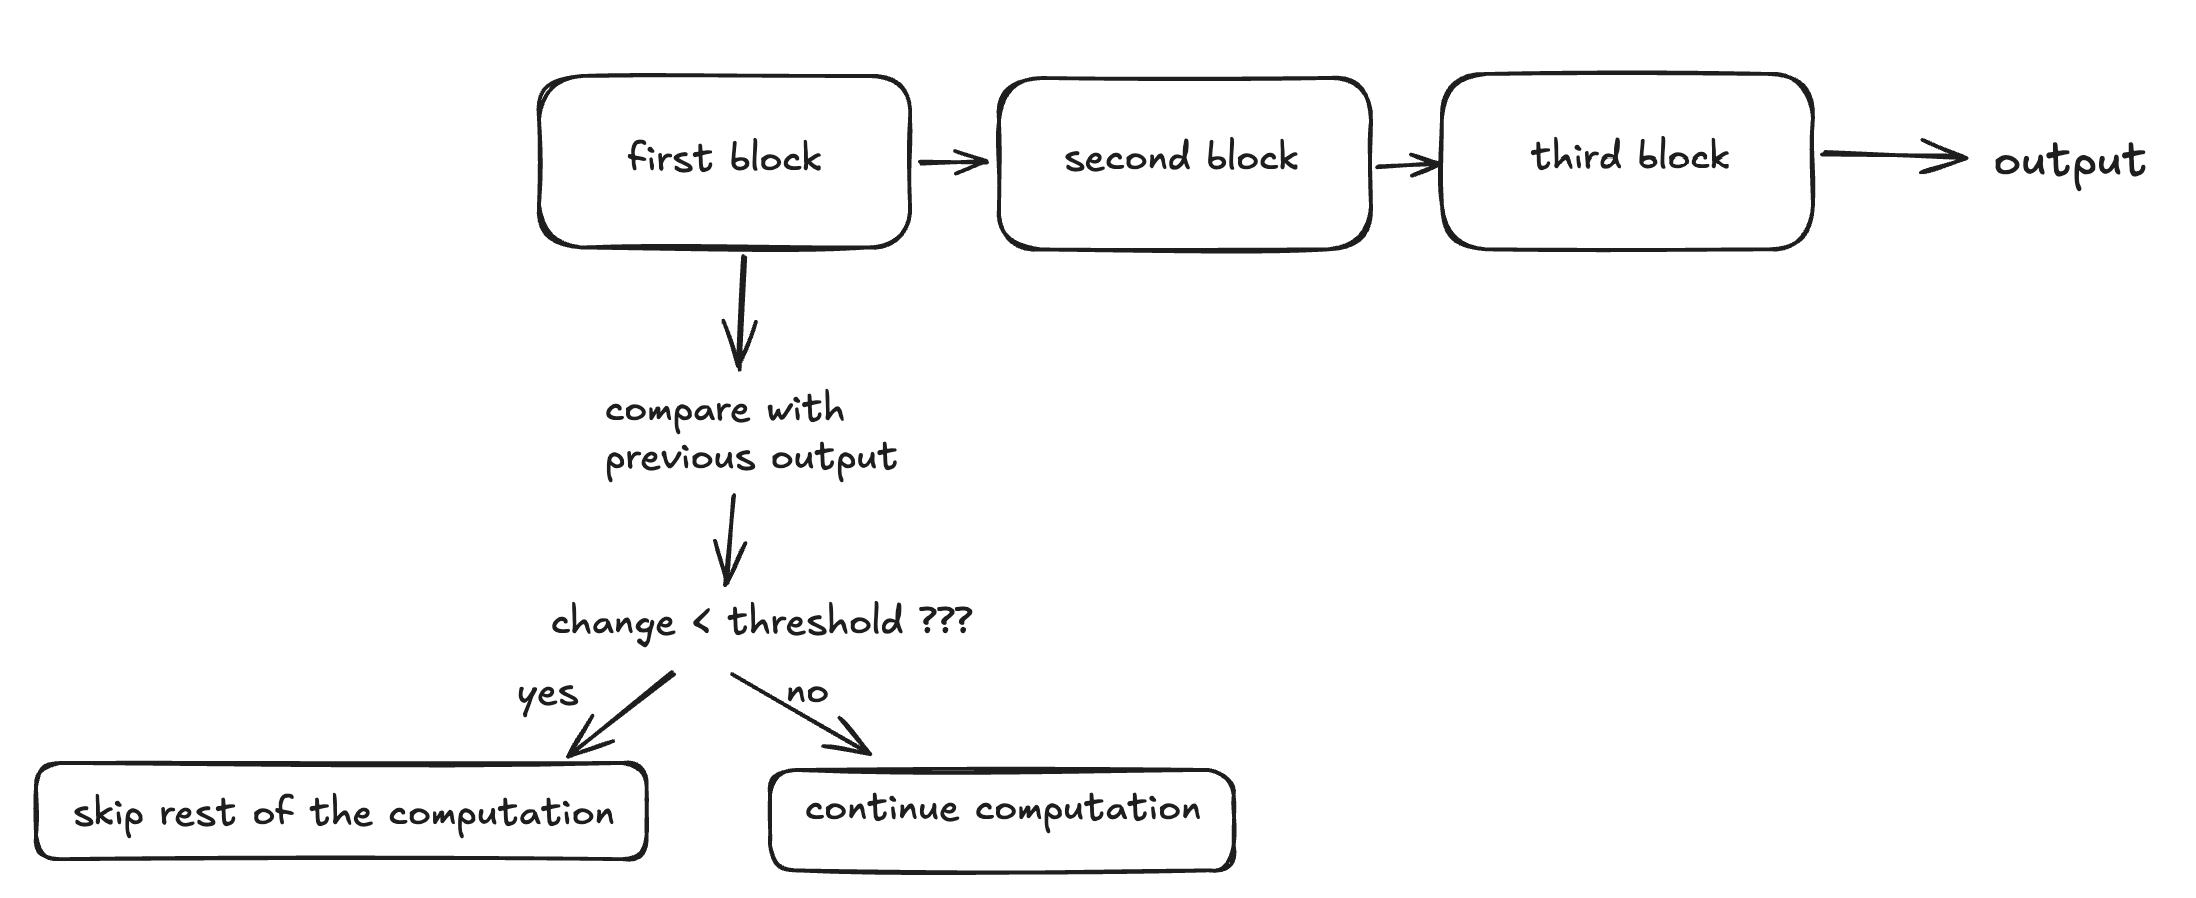 first block
second block
third block
output
compare with
previous output
change < threshold ???
yes
no
skip rest of the computation
continue computation